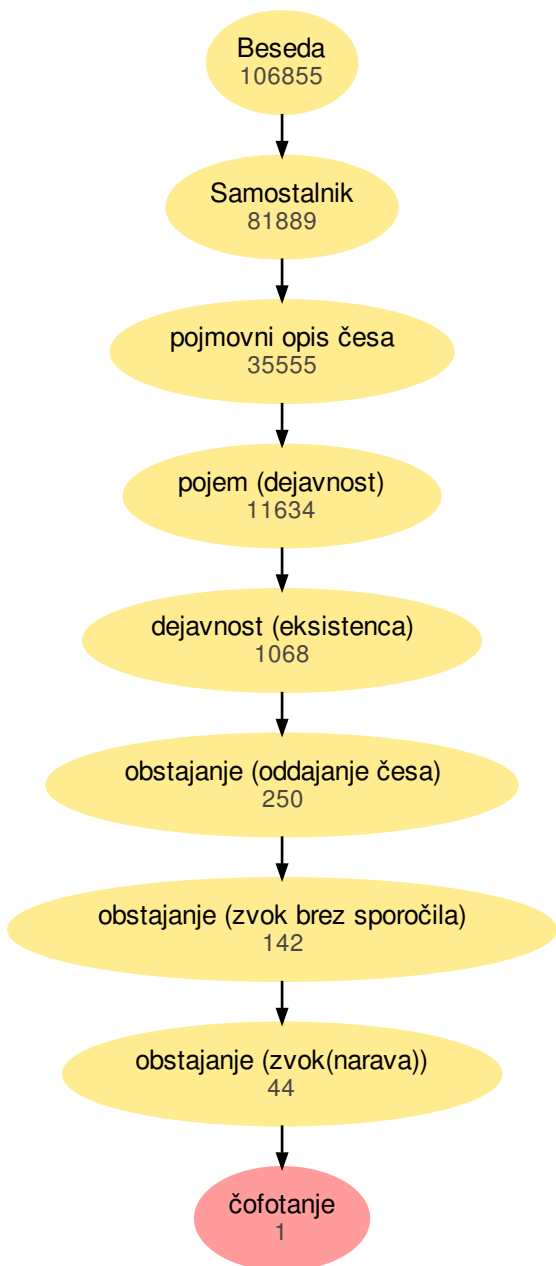 Beseda
106855
Samostalnik
81889
pojmovni opis česa
35555
pojem (dejavnost)
11634
dejavnost (eksistenca)
1068
obstajanje (oddajanje česa)
250
obstajanje (zvok brez sporočila)
142
obstajanje (zvok(narava))
44
čofotanje
1